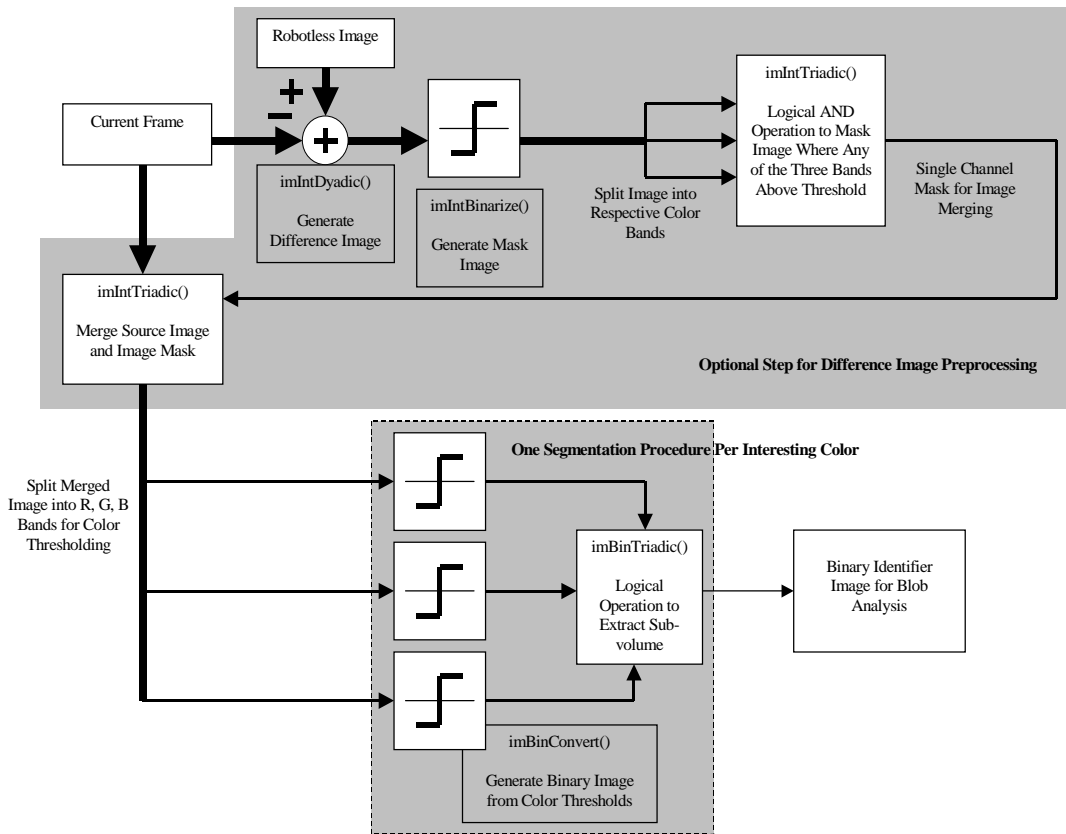 Robotless Image
Current Frame
imIntDyadic()
Generate
Difference Image
imIntBinarize()
Generate Mask
Image
Split Image into
Respective Color
Bands
imIntTriadic()
Logical AND
Operation to Mask
Image Where Any
of the Three Bands
Above Threshold
Single Channel
Mask for Image
Merging
imIntTriadic()
Merge Source Image
and Image Mask
Optional Step for Difference Image Preprocessing
One Segmentation Procedure Per Interesting Color
Split Merged
Image into R, G, B
Bands for Color
Thresholding
imBinTriadic()
Logical
Operation to
Extract Sub-
volume
Binary Identifier
Image for Blob
Analysis
imBinConvert()
Generate Binary Image
from Color Thresholds